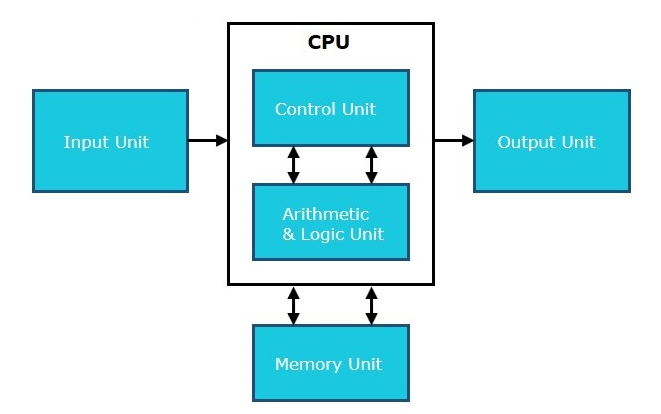 CPU
Control Unit
Input Unit
Output Unit
Arithmetic
& Logic Unit
Memory Unit